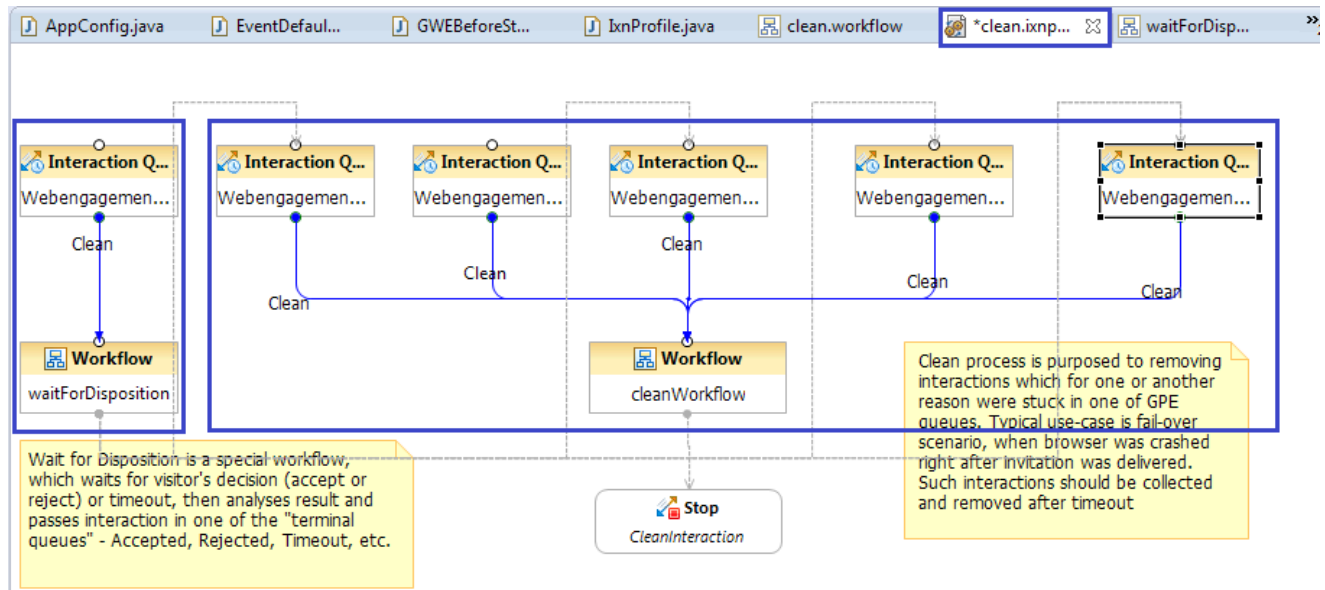 AppConfig.java
EventDefaul...
GWEBeforeSt...
IxnProfile.java
clean.workflow
*clean.ixnp...
waitForDisp...
Interaction Q...
Webengagemen...
Interaction Q...
Webengagemen...
Interaction Q...
Webengagemen...
Interaction Q...
Webengagemen...
Interaction Q...
Webengagemen...
Interaction Q...
Webengagemen...
Clean
Clean
Clean
Clean
Clean
Clean
Workflow
waitForDisposition
Workflow
cleanWorkflow
Clean process is purposed to removing
interactions which for one or another
reason were stuck in one of GPE
queues. Typical use-case is fail-over
scenario, when browser was crashed
right after invitation was delivered.
Such interactions should be collected
and removed after timeout
Wait for Disposition is a special workflow,
which waits for visitor's decision (accept or
reject) or timeout, then analyses result and
passes interaction in one of the "terminal
queues" - Accepted, Rejected, Timeout, etc.
Stop
CleanInteraction